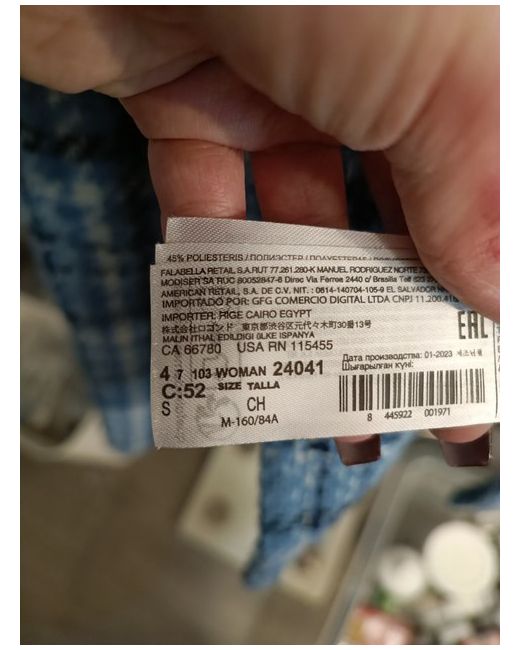 45% POLIESTERIS / ПОЛИЭСТЕР /
FALABELLA RETAIL S.A.RUT 77.261.280-K MANUEL RODRIGUEZ NORTE
MODISER SA RUC 80052847-6 Direc Via Ferrea 2440 c/ Brasilia Telf
AMERICAN RETAIL, S.A. DE C.V. NIT.: 0614-140704-105-9 EL SALVADOR
IMPORTADO POR: GFG COMERCIO DIGITAL LTDA CNPJ 11.200.418
IMPORTER: RIGE CAIRO EGYPT
株式会社ロゴンド 東京都渋谷区元代々木町30番13号
MALIN ITHAL EDILDIGI ÜLKE ISPANYA
CA 66780 USA RN 115455
EAC
Дата производства: 01-2023
Шығарылған күні:
4 7 103 WOMAN 24041
C:52 SIZE TALLA
S CH
M-160/84A
8 445922 001971